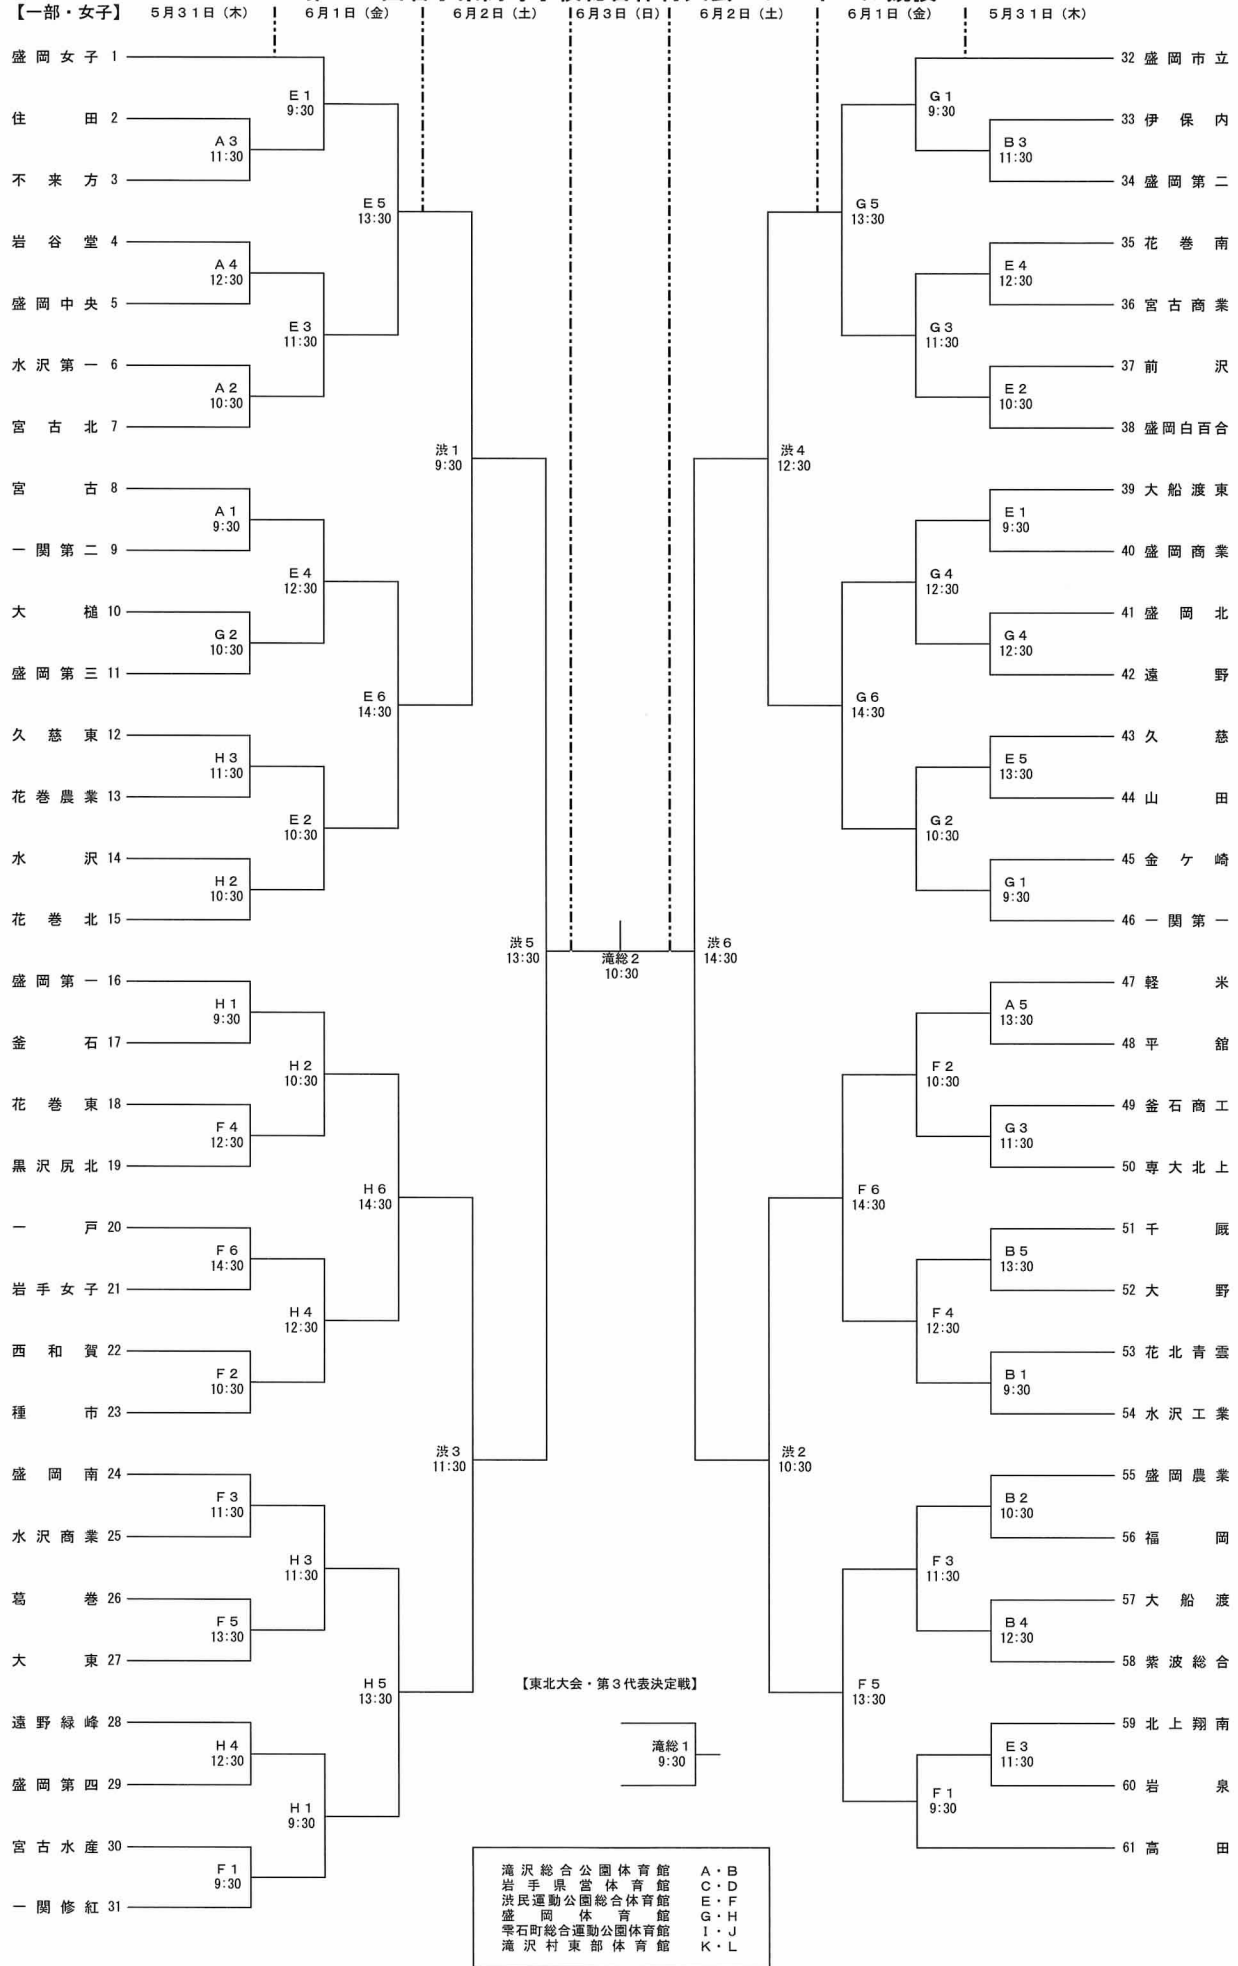 【一部・女子】 5月31日（木） 6月1日（金） 6月2日（土） 6月3日（日） 6月2日（土） 6月1日（金） 5月31日（木）
盛岡女子 1
住田 2
不来方 3
岩谷堂 4
盛岡中央 5
水沢第一 6
宮古北 7
宮古 8
一関第二 9
大槌 10
盛岡第三 11
久慈東 12
花巻農業 13
水沢 14
花巻北 15
盛岡第一 16
釜石 17
花巻東 18
黒沢尻北 19
一戸 20
岩手女子 21
西和賀 22
種市 23
盛岡南 24
水沢商業 25
葛巻 26
大東 27
遠野緑峰 28
盛岡第四 29
宮古水産 30
一関修紅 31
A3
11:30
A4
12:30
A2
10:30
A1
9:30
G2
10:30
H3
11:30
H2
10:30
H1
9:30
F4
12:30
F6
14:30
F2
10:30
F3
11:30
F5
13:30
H4
12:30
F1
9:30
E1
9:30
E3
11:30
E4
12:30
E2
10:30
H2
10:30
H4
12:30
H3
11:30
H1
9:30
E5
13:30
E6
14:30
H6
14:30
H5
13:30
渋1
9:30
渋3
11:30
渋5
13:30
滝総2
10:30
渋6
14:30
渋4
12:30
渋2
10:30
G5
13:30
G6
14:30
F6
14:30
F5
13:30
G1
9:30
G3
11:30
G4
12:30
G2
10:30
F2
10:30
F4
12:30
F3
11:30
F1
9:30
B3
11:30
E4
12:30
E2
10:30
E1
9:30
G4
12:30
E5
13:30
G1
9:30
A5
13:30
G3
11:30
B5
13:30
B1
9:30
B2
10:30
B4
12:30
E3
11:30
32 盛岡市立
33 伊保内
34 盛岡第二
35 花巻南
36 宮古商業
37 前沢
38 盛岡白百合
39 大船渡東
40 盛岡商業
41 盛岡北
42 遠野
43 久慈
44 山田
45 金ケ崎
46 一関第一
47 軽米
48 平舘
49 釜石商工
50 専大北上
51 千厩
52 大野
53 花北青雲
54 水沢工業
55 盛岡農業
56 福岡
57 大船渡
58 紫波総合
59 北上翔南
60 岩泉
61 高田
【東北大会・第3代表決定戦】
滝総1
9:30
滝沢総合公園体育館 A・B
岩手県営体育館 C・D
渋民運動公園総合体育館 E・F
盛岡体育館 G・H
雫石町総合運動公園体育館 I・J
滝沢村東部体育館 K・L